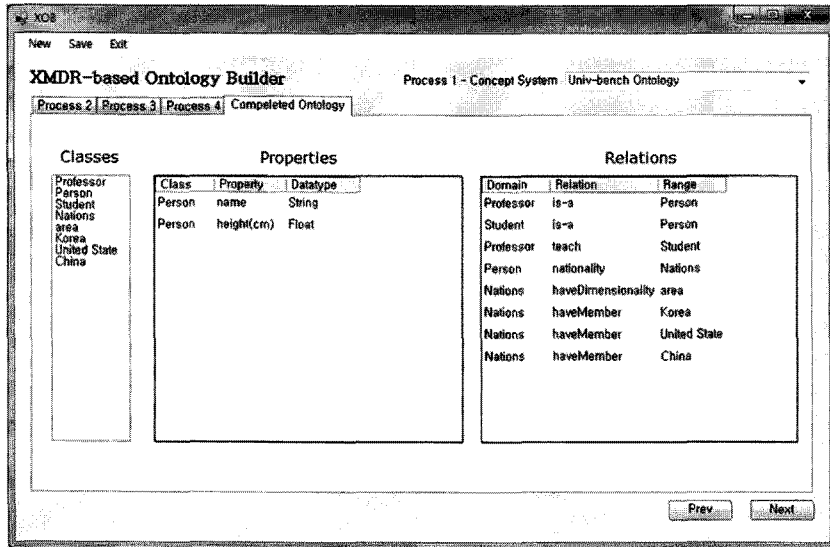 XOB
New Save Exit
XMDR-based Ontology Builder
Process 1 - Concept System Univ-bench Ontology
Process 2 Process 3 Process 4 Compeleted Ontology
Classes
Professor
Person
Student
Nations
area
Korea
United State
China
Properties
Class Property Datatype
Person name String
Person height(cm) Float
Relations
Domain Relation Range
Professor is-a Person
Student is-a Person
Professor teach Student
Person nationality Nations
Nations haveDimensionality area
Nations haveMember Korea
Nations haveMember United State
Nations haveMember China
Prev Next